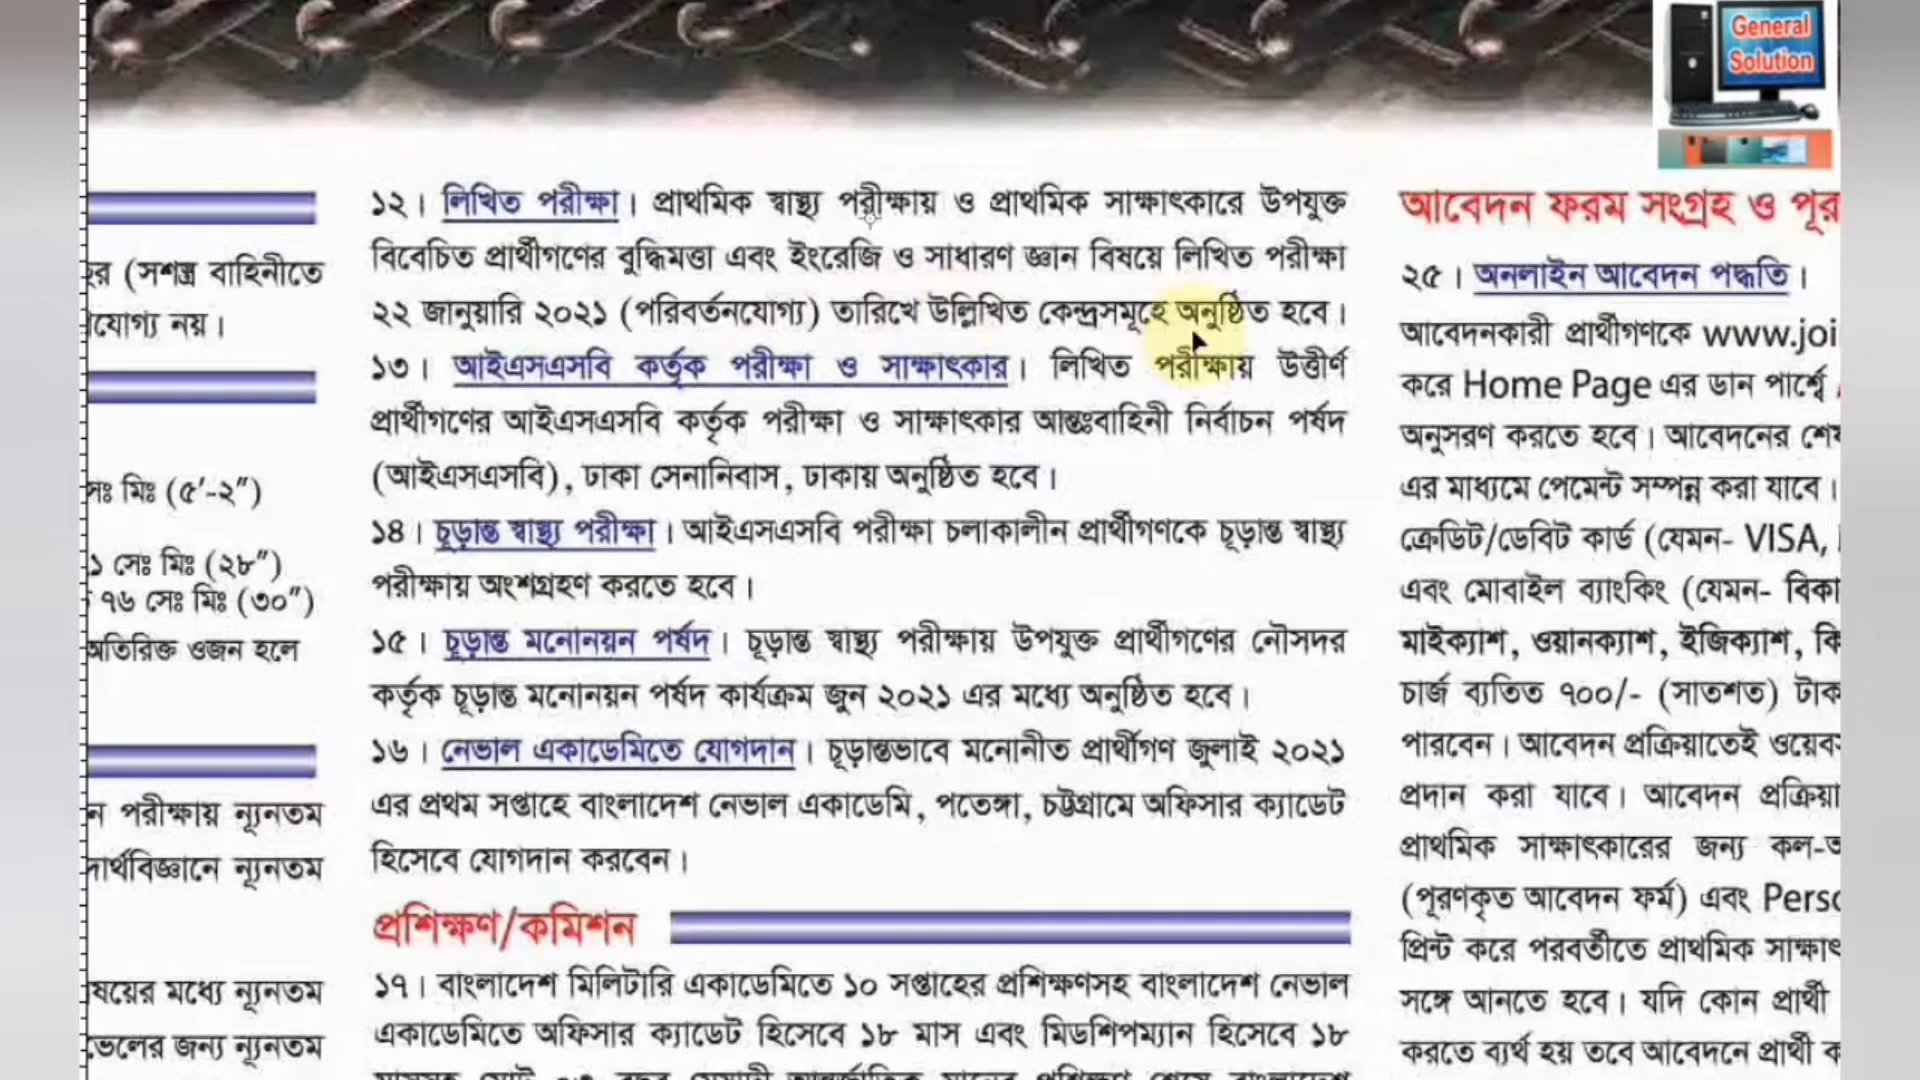 General
Solution
হর (সশস্ত্র বাহিনীতে
যোগ্য নয়।
সেঃ মিঃ (৫′-২″)
১ সেঃ মিঃ (২৮″)
৭৬ সেঃ মিঃ (৩০″)
অতিরিক্ত ওজন হলে
ন পরীক্ষায় ন্যূনতম
দার্থবিজ্ঞানে ন্যূনতম
ষয়ের মধ্যে ন্যূনতম
ভেলের জন্য ন্যূনতম
১২। লিখিত পরীক্ষা। প্রাথমিক স্বাস্থ্য পরীক্ষায় ও প্রাথমিক সাক্ষাৎকারে উপযুক্ত
বিবেচিত প্রার্থীগণের বুদ্ধিমত্তা এবং ইংরেজি ও সাধারণ জ্ঞান বিষয়ে লিখিত পরীক্ষা
২২ জানুয়ারি ২০২১ (পরিবর্তনযোগ্য) তারিখে উল্লিখিত কেন্দ্রসমূহে অনুষ্ঠিত হবে।
১৩। আইএসএসবি কর্তৃক পরীক্ষা ও সাক্ষাৎকার। লিখিত পরীক্ষায় উত্তীর্ণ
প্রার্থীগণের আইএসএসবি কর্তৃক পরীক্ষা ও সাক্ষাৎকার আন্তঃবাহিনী নির্বাচন পর্ষদ
(আইএসএসবি), ঢাকা সেনানিবাস, ঢাকায় অনুষ্ঠিত হবে।
১৪। চূড়ান্ত স্বাস্থ্য পরীক্ষা। আইএসএসবি পরীক্ষা চলাকালীন প্রার্থীগণকে চূড়ান্ত স্বাস্থ্য
পরীক্ষায় অংশগ্রহণ করতে হবে।
১৫। চূড়ান্ত মনোনয়ন পর্ষদ। চূড়ান্ত স্বাস্থ্য পরীক্ষায় উপযুক্ত প্রার্থীগণের নৌসদর
কর্তৃক চূড়ান্ত মনোনয়ন পর্ষদ কার্যক্রম জুন ২০২১ এর মধ্যে অনুষ্ঠিত হবে।
১৬। নেভাল একাডেমিতে যোগদান। চূড়ান্তভাবে মনোনীত প্রার্থীগণ জুলাই ২০২১
এর প্রথম সপ্তাহে বাংলাদেশ নেভাল একাডেমি, পতেঙ্গা, চট্টগ্রামে অফিসার ক্যাডেট
হিসেবে যোগদান করবেন।
প্রশিক্ষণ/কমিশন
১৭। বাংলাদেশ মিলিটারি একাডেমিতে ১০ সপ্তাহের প্রশিক্ষণসহ বাংলাদেশ নেভাল
একাডেমিতে অফিসার ক্যাডেট হিসেবে ১৮ মাস এবং মিডশিপম্যান হিসেবে ১৮
আবেদন ফরম সংগ্রহ ও পূর
২৫। অনলাইন আবেদন পদ্ধতি।
আবেদনকারী প্রার্থীগণকে www.joi
করে Home Page এর ডান পার্শ্বে
অনুসরণ করতে হবে। আবেদনের শেষ
এর মাধ্যমে পেমেন্ট সম্পন্ন করা যাবে।
ক্রেডিট/ডেবিট কার্ড (যেমন- VISA,
এবং মোবাইল ব্যাংকিং (যেমন- বিকা
মাইক্যাশ, ওয়ানক্যাশ, ইজিক্যাশ, কি
চার্জ ব্যতিত ৭০০/- (সাতশত) টাক
পারবেন। আবেদন প্রক্রিয়াতেই ওয়েব
প্রদান করা যাবে। আবেদন প্রক্রিয়া
প্রাথমিক সাক্ষাৎকারের জন্য কল-
(পূরণকৃত আবেদন ফর্ম) এবং Perso
প্রিন্ট করে পরবর্তীতে প্রাথমিক সাক্ষাৎ
সঙ্গে আনতে হবে। যদি কোন প্রার্থী
করতে ব্যর্থ হয় তবে আবেদনে প্রার্থী ক